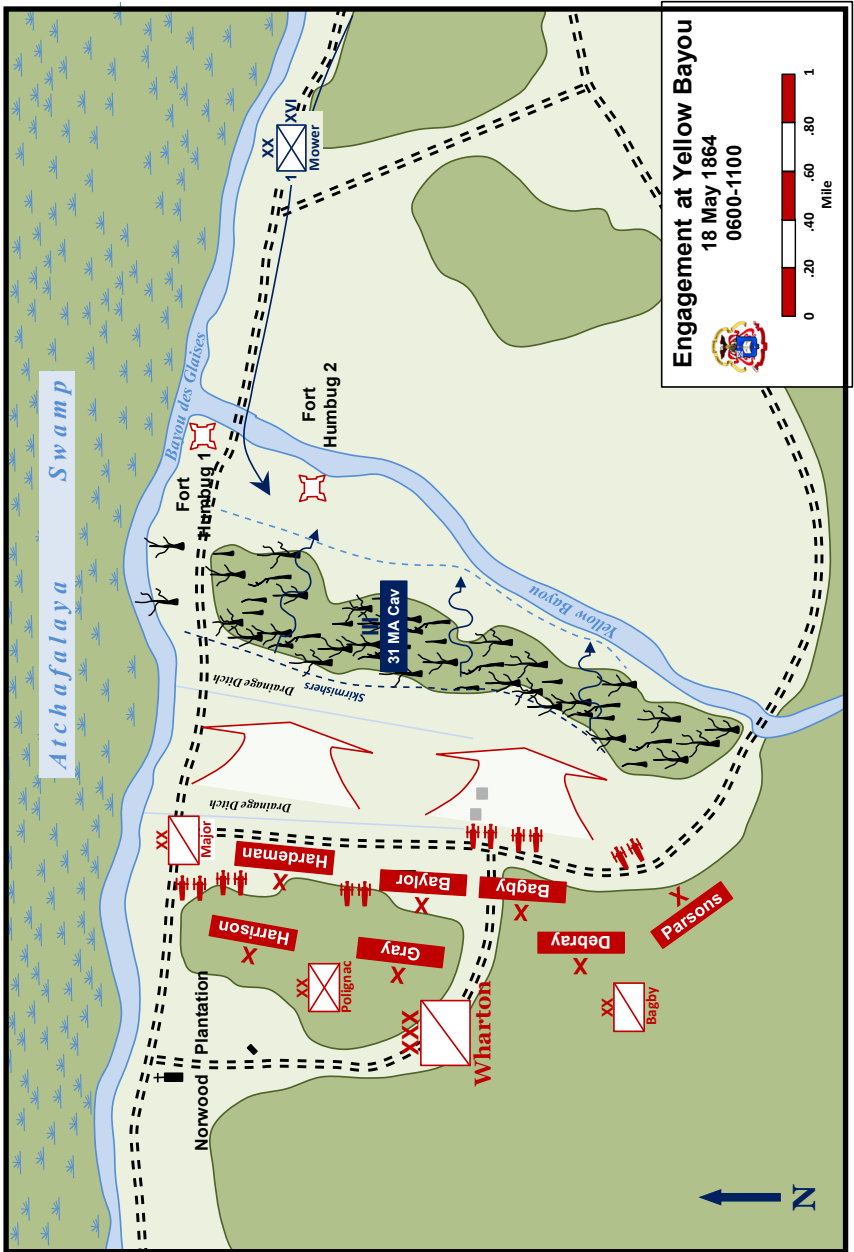 Engagement at Yellow Bayou
18 May 1864
0600-1100
0
.20
.40
.60
.80
1
Mile
Atchafalaya Swamp
Bayou des Glaises
XX
1
XVI
Mower
Fort
Humbug 1
Fort
Humbug 2
Yellow Bayou
III
31 MA Cav
Skirmishers
Drainage Ditch
Drainage Ditch
XX
Major
X
Hardeman
X
Harrison
X
Baylor
X
Gray
X
Bagby
X
Debray
X
Parsons
XX
Polignac
XX
Bagby
XXX
Wharton
Norwood Plantation
N